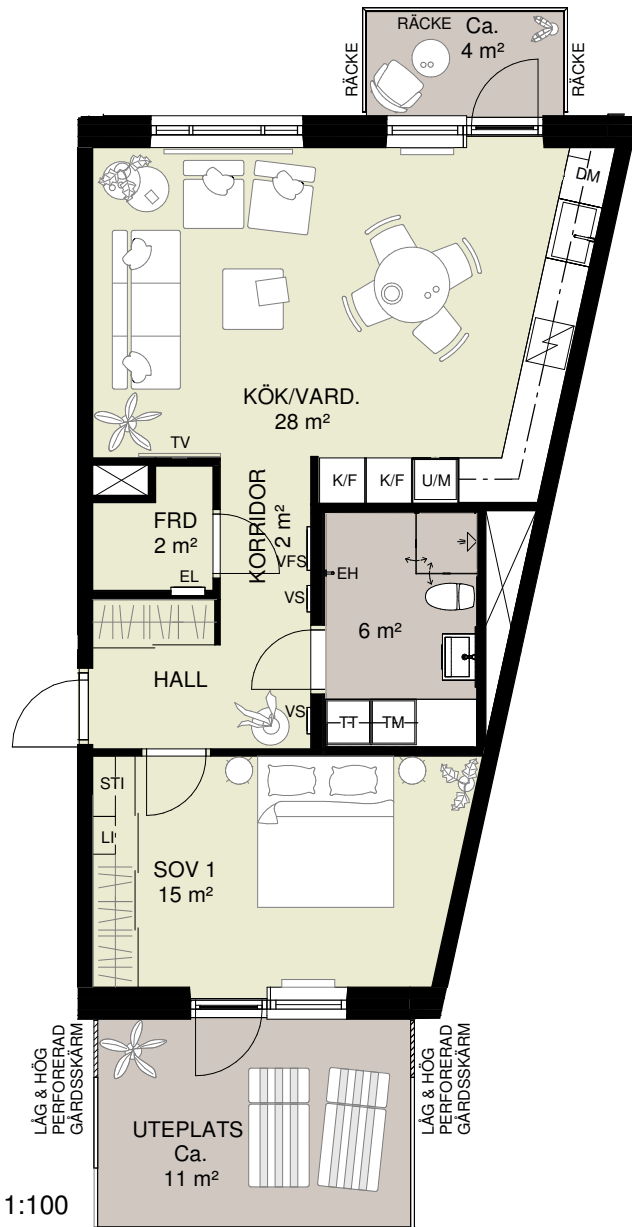 RÄCKE
Ca.
4 m²
RÄCKE
RÄCKE
DM
KÖK/VARD.
28 m²
TV
K/F
K/F
U/M
FRD
2 m²
KORRIDOR
2 m²
VFS
EL
VS
EH
6 m²
HALL
VS
TT
TM
STI
LI
SOV 1
15 m²
LÅG & HÖG
PERFORERAD
GÅRDSSKÄRM
LÅG & HÖG
PERFORERAD
GÅRDSSKÄRM
UTEPLATS
Ca.
11 m²
1:100